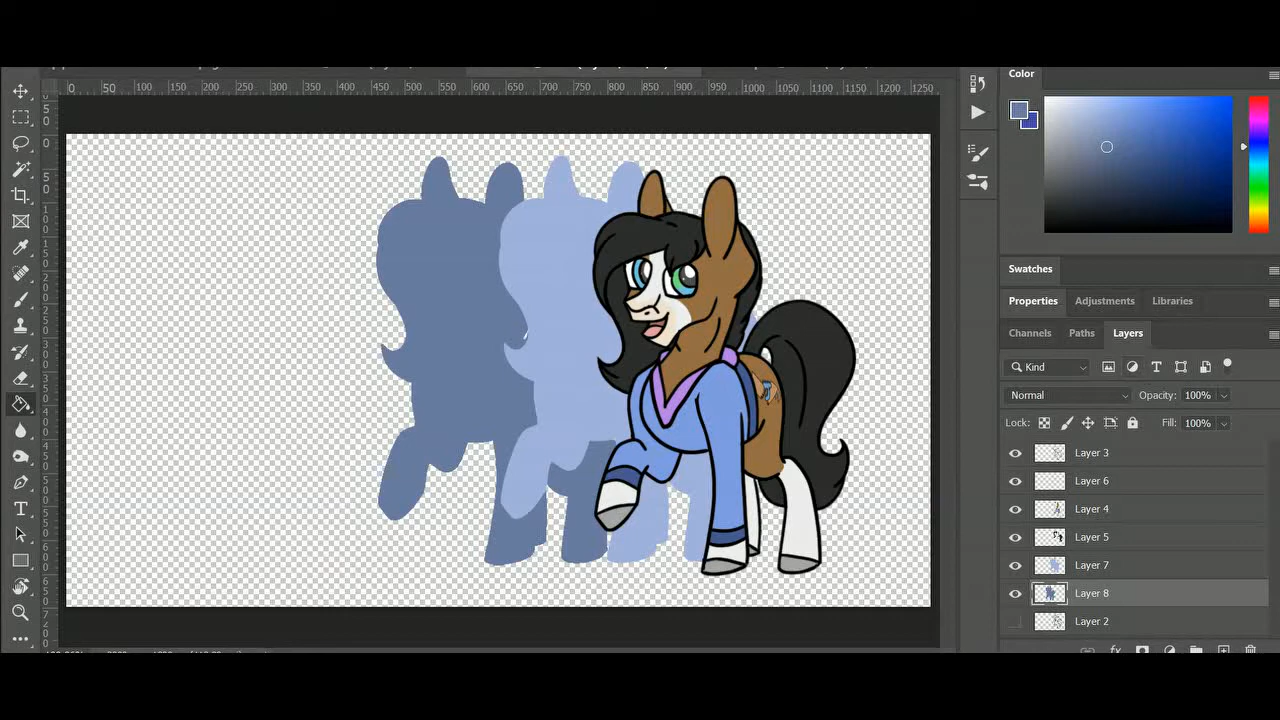 Color
0 50 100 150 200 250 300 350 400 450 500 550 600 650 700 750 800 850 900 950 1000 1050 1100 1150 1200 1250
Swatches
Properties Adjustments Libraries
Channels Paths Layers
Kind
Normal Opacity: 100%
Lock: Fill: 100%
Layer 3
Layer 6
Layer 4
Layer 5
Layer 7
Layer 8
Layer 2